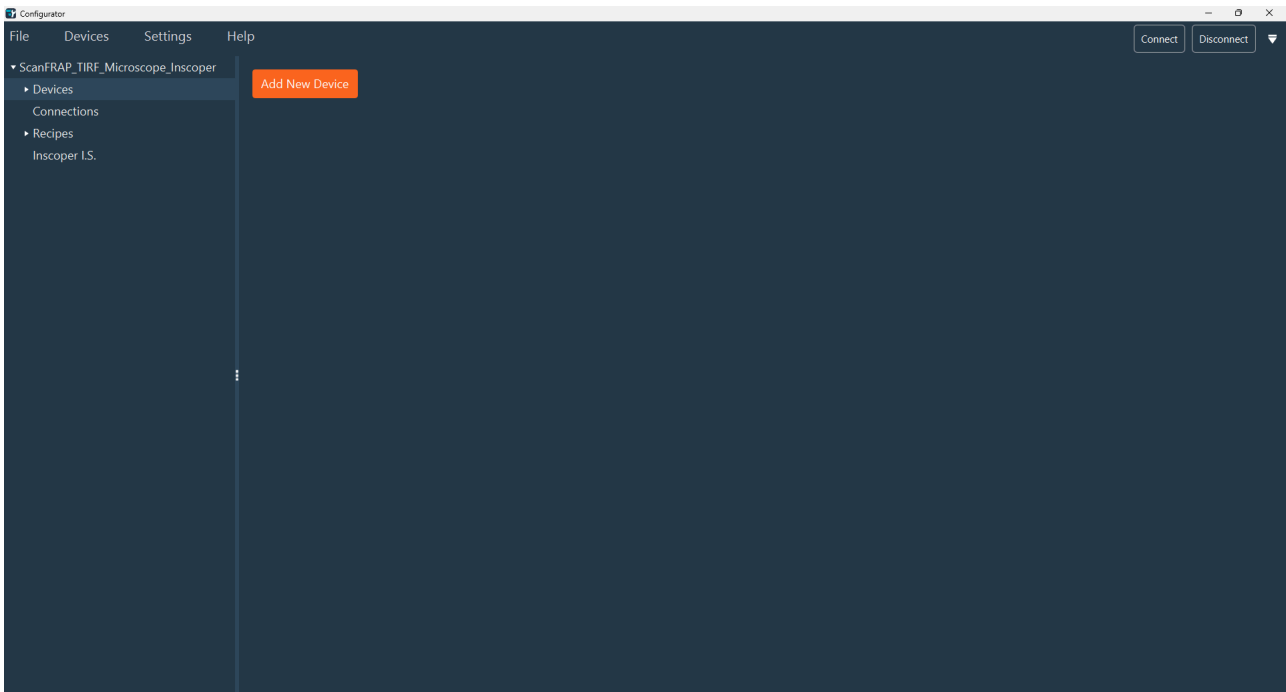 Configurator
File Devices Settings Help
Connect Disconnect
ScanFRAP_TIRF_Microscope_Inscoper
Devices
Connections
Recipes
Inscoper I.S.
Add New Device